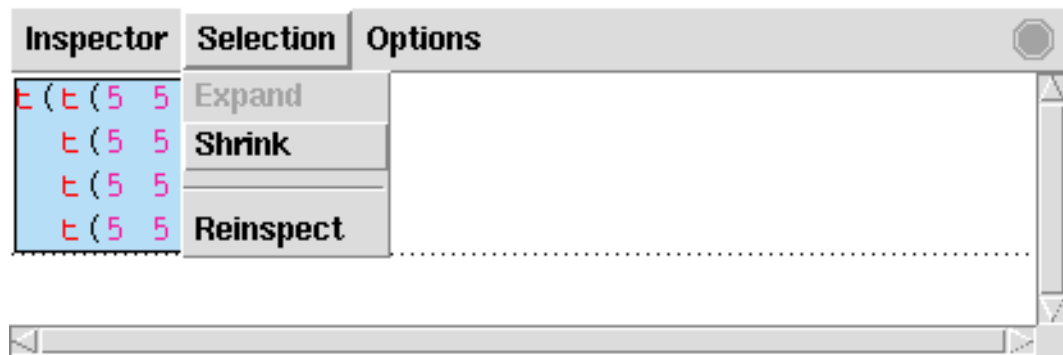 Inspector Selection Options
t(t(5 5
t(5 5
t(5 5
t(5 5
Expand
Shrink
Reinspect